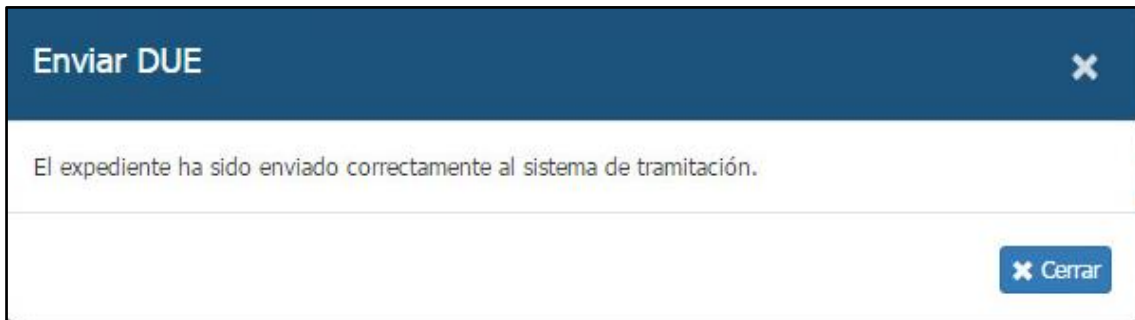 Enviar DUE
El expediente ha sido enviado correctamente al sistema de tramitación.
Cerrar